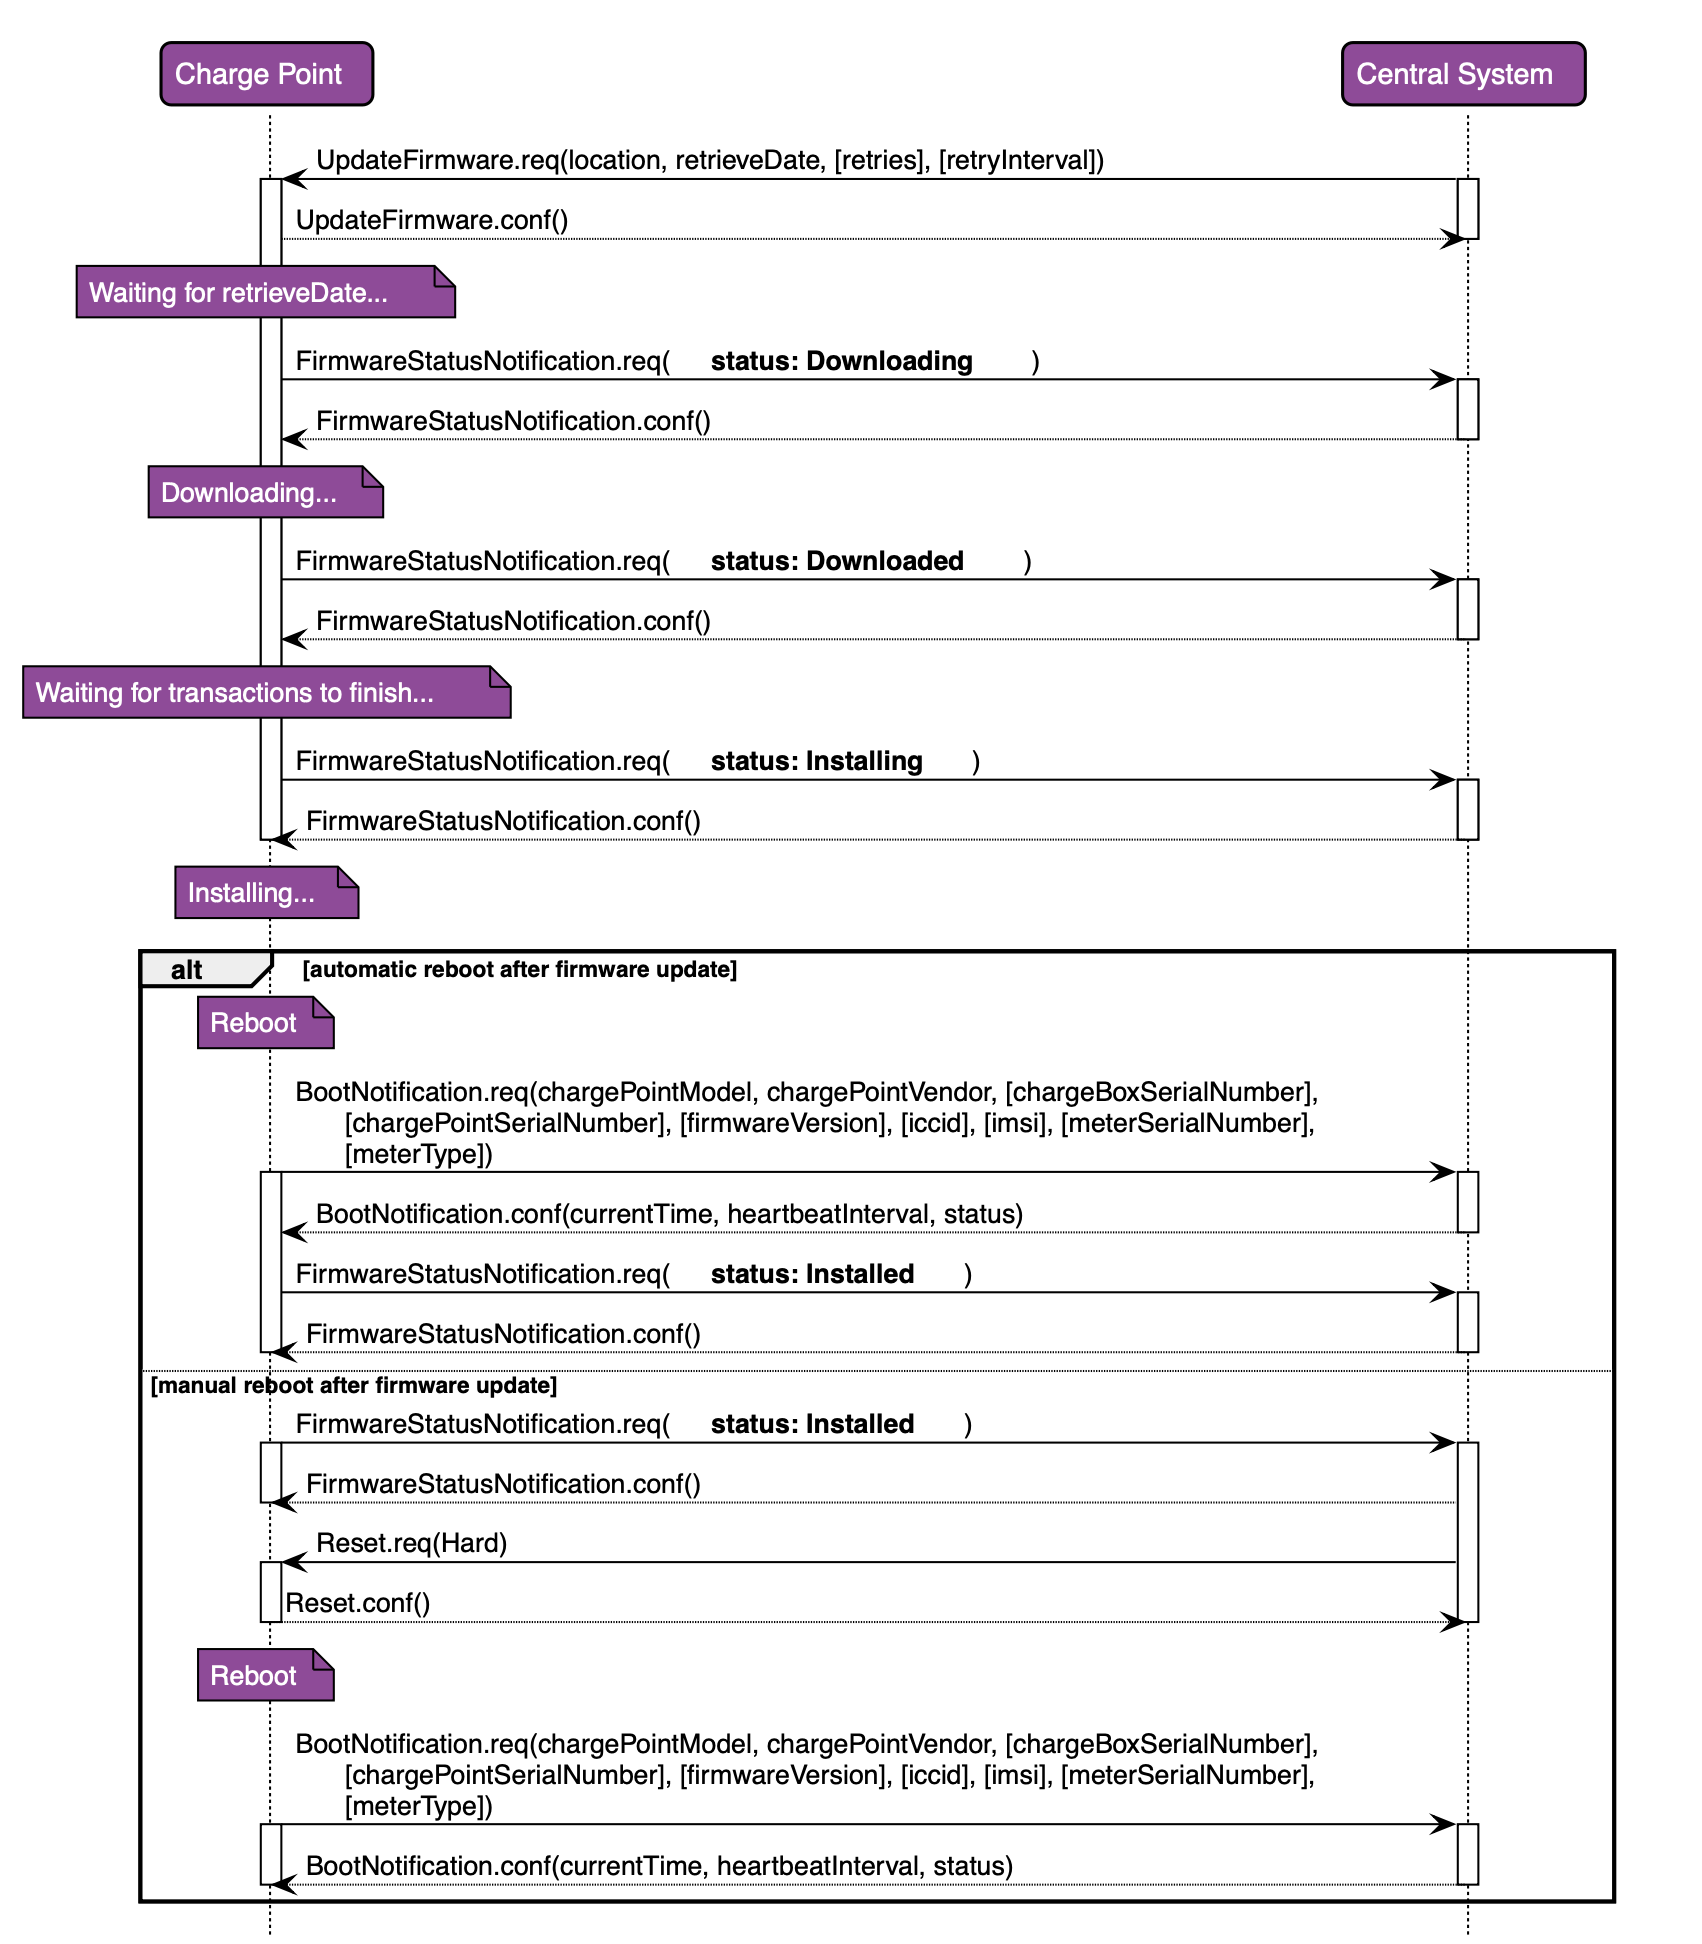 Charge Point
Central System
UpdateFirmware.req(location, retrieveDate, [retries], [retryInterval])
UpdateFirmware.conf()
Waiting for retrieveDate...
FirmwareStatusNotification.req( status: Downloading )
FirmwareStatusNotification.conf()
Downloading...
FirmwareStatusNotification.req( status: Downloaded )
FirmwareStatusNotification.conf()
Waiting for transactions to finish...
FirmwareStatusNotification.req( status: Installing )
FirmwareStatusNotification.conf()
Installing...
alt [automatic reboot after firmware update]
Reboot
BootNotification.req(chargePointModel, chargePointVendor, [chargeBoxSerialNumber],
[chargePointSerialNumber], [firmwareVersion], [iccid], [imsi], [meterSerialNumber],
[meterType])
BootNotification.conf(currentTime, heartbeatInterval, status)
FirmwareStatusNotification.req( status: Installed )
FirmwareStatusNotification.conf()
[manual reboot after firmware update]
FirmwareStatusNotification.req( status: Installed )
FirmwareStatusNotification.conf()
Reset.req(Hard)
Reset.conf()
Reboot
BootNotification.req(chargePointModel, chargePointVendor, [chargeBoxSerialNumber],
[chargePointSerialNumber], [firmwareVersion], [iccid], [imsi], [meterSerialNumber],
[meterType])
BootNotification.conf(currentTime, heartbeatInterval, status)